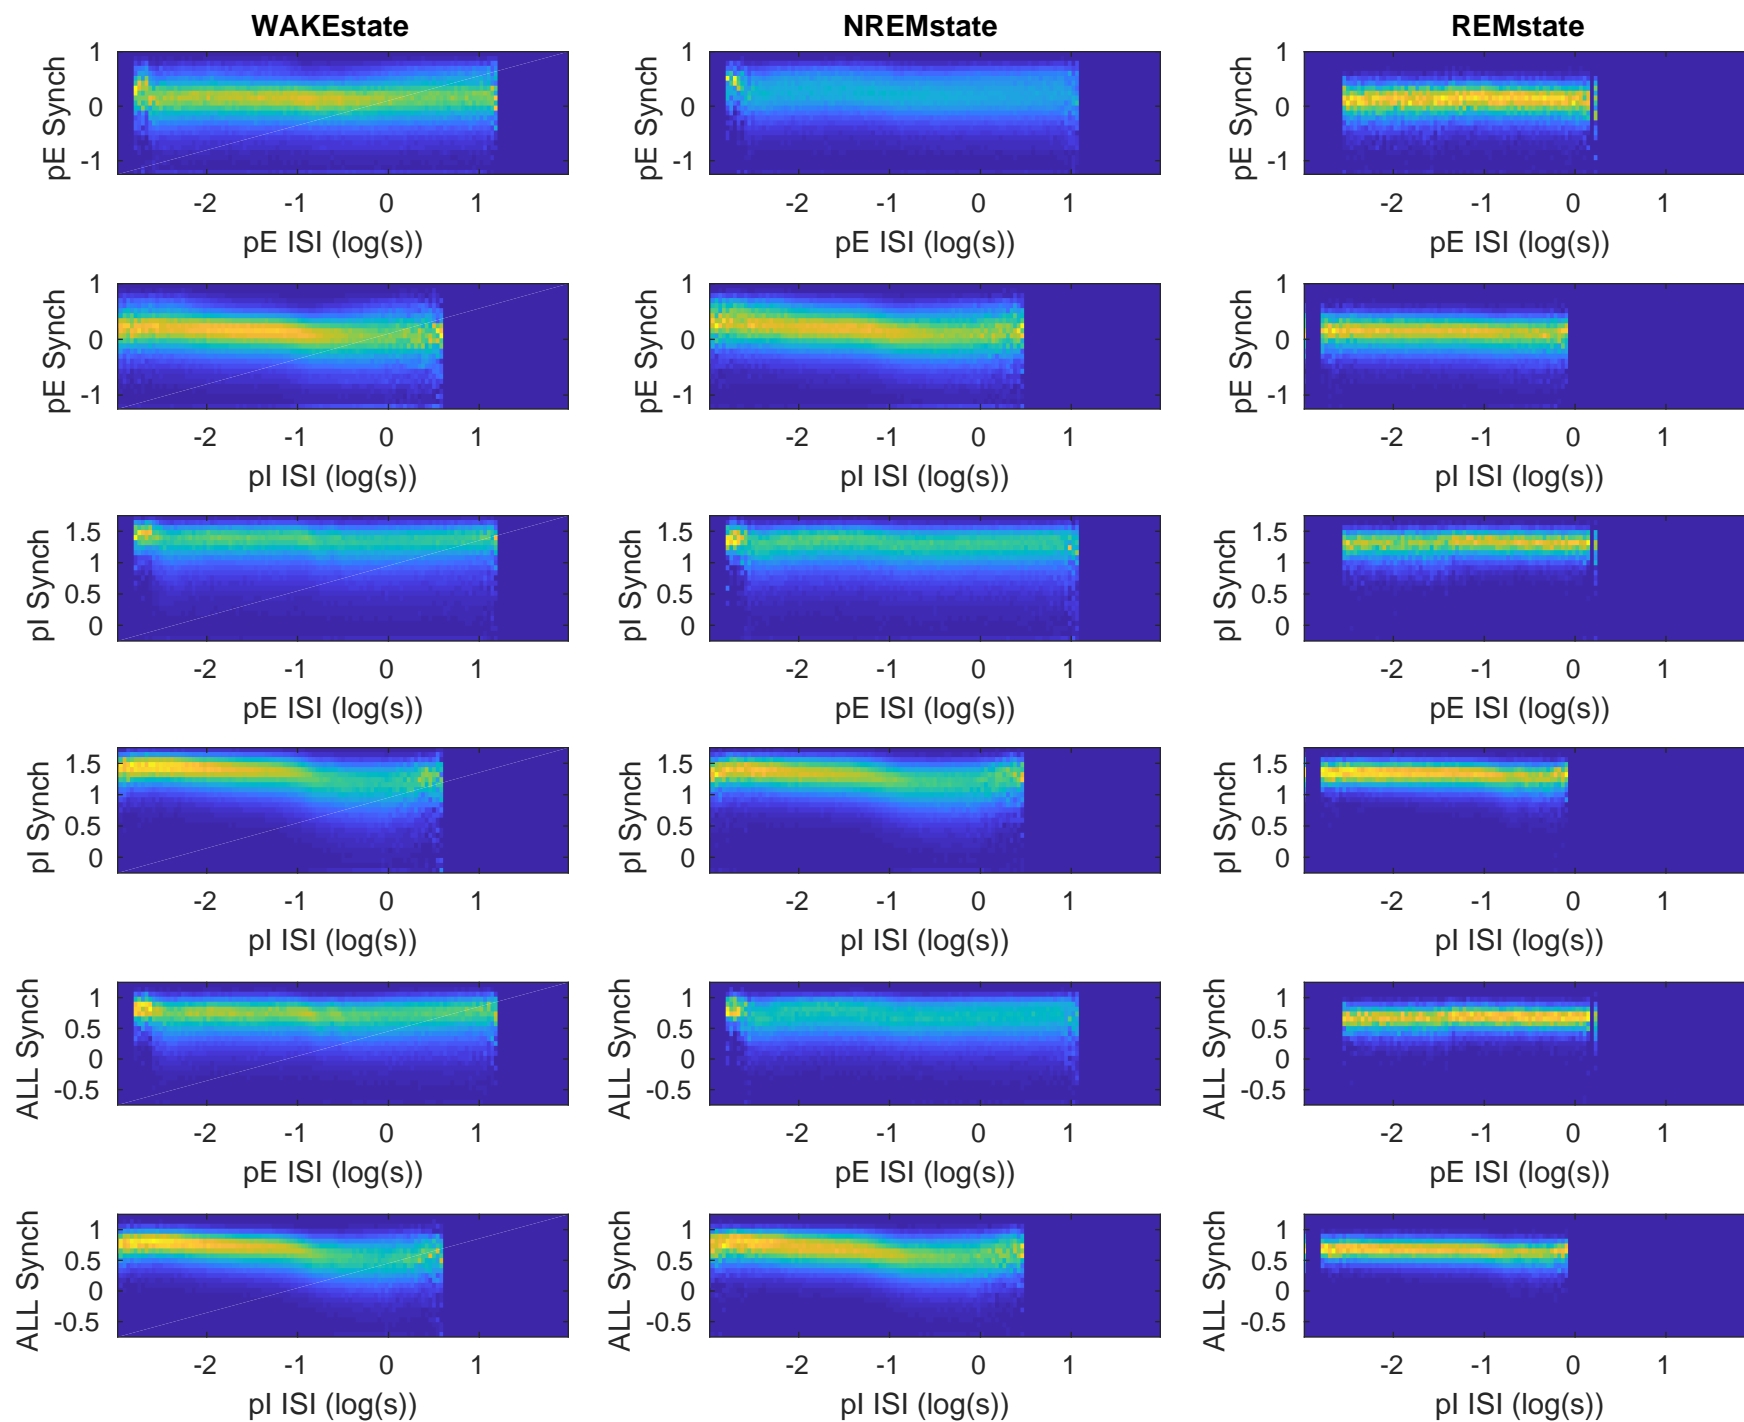 WAKEstate NREMstate REMstate
pE Synch 1 0 -1 pE Synch 1 0 -1 pE Synch 1 0 -1
-2 -1 0 1 -2 -1 0 1 -2 -1 0 1
pE ISI (log(s)) pE ISI (log(s)) pE ISI (log(s))
pE Synch 1 0 -1 pE Synch 1 0 -1 pE Synch 1 0 -1
-2 -1 0 1 -2 -1 0 1 -2 -1 0 1
pI ISI (log(s)) pI ISI (log(s)) pI ISI (log(s))
pI Synch 1.5 1 0.5 0 pI Synch 1.5 1 0.5 0 pI Synch 1.5 1 0.5 0
-2 -1 0 1 -2 -1 0 1 -2 -1 0 1
pE ISI (log(s)) pE ISI (log(s)) pE ISI (log(s))
pI Synch 1.5 1 0.5 0 pI Synch 1.5 1 0.5 0 pI Synch 1.5 1 0.5 0
-2 -1 0 1 -2 -1 0 1 -2 -1 0 1
pI ISI (log(s)) pI ISI (log(s)) pI ISI (log(s))
ALL Synch 1 0.5 0 -0.5 ALL Synch 1 0.5 0 -0.5 ALL Synch 1 0.5 0 -0.5
-2 -1 0 1 -2 -1 0 1 -2 -1 0 1
pE ISI (log(s)) pE ISI (log(s)) pE ISI (log(s))
ALL Synch 1 0.5 0 -0.5 ALL Synch 1 0.5 0 -0.5 ALL Synch 1 0.5 0 -0.5
-2 -1 0 1 -2 -1 0 1 -2 -1 0 1
pI ISI (log(s)) pI ISI (log(s)) pI ISI (log(s))